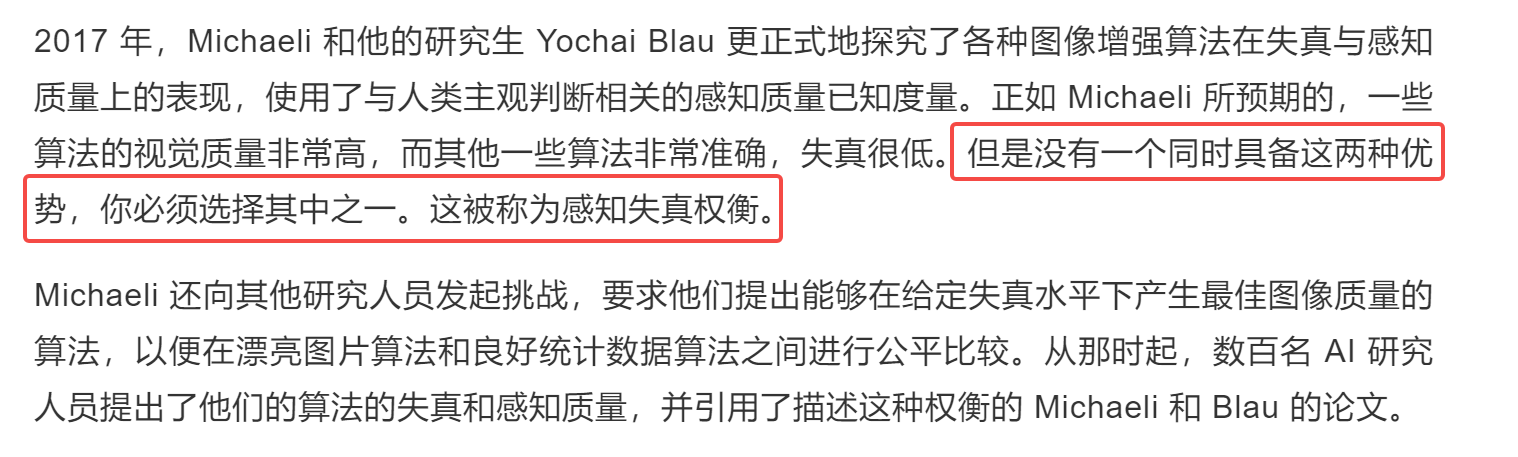 2017 年，Michaeli 和他的研究生 Yochai Blau 更正式地探究了各种图像增强算法在失真与感知
质量上的表现，使用了与人类主观判断相关的感知质量已知度量。正如 Michaeli 所预期的，一些
算法的视觉质量非常高，而其他一些算法非常准确，失真很低。但是没有一个同时具备这两种优
势，你必须选择其中之一。这被称为感知失真权衡。
Michaeli 还向其他研究人员发起挑战，要求他们提出能够在给定失真水平下产生最佳图像质量的
算法，以便在漂亮图片算法和良好统计数据算法之间进行公平比较。从那时起，数百名 AI 研究
人员提出了他们的算法的失真和感知质量，并引用了描述这种权衡的 Michaeli 和 Blau 的论文。